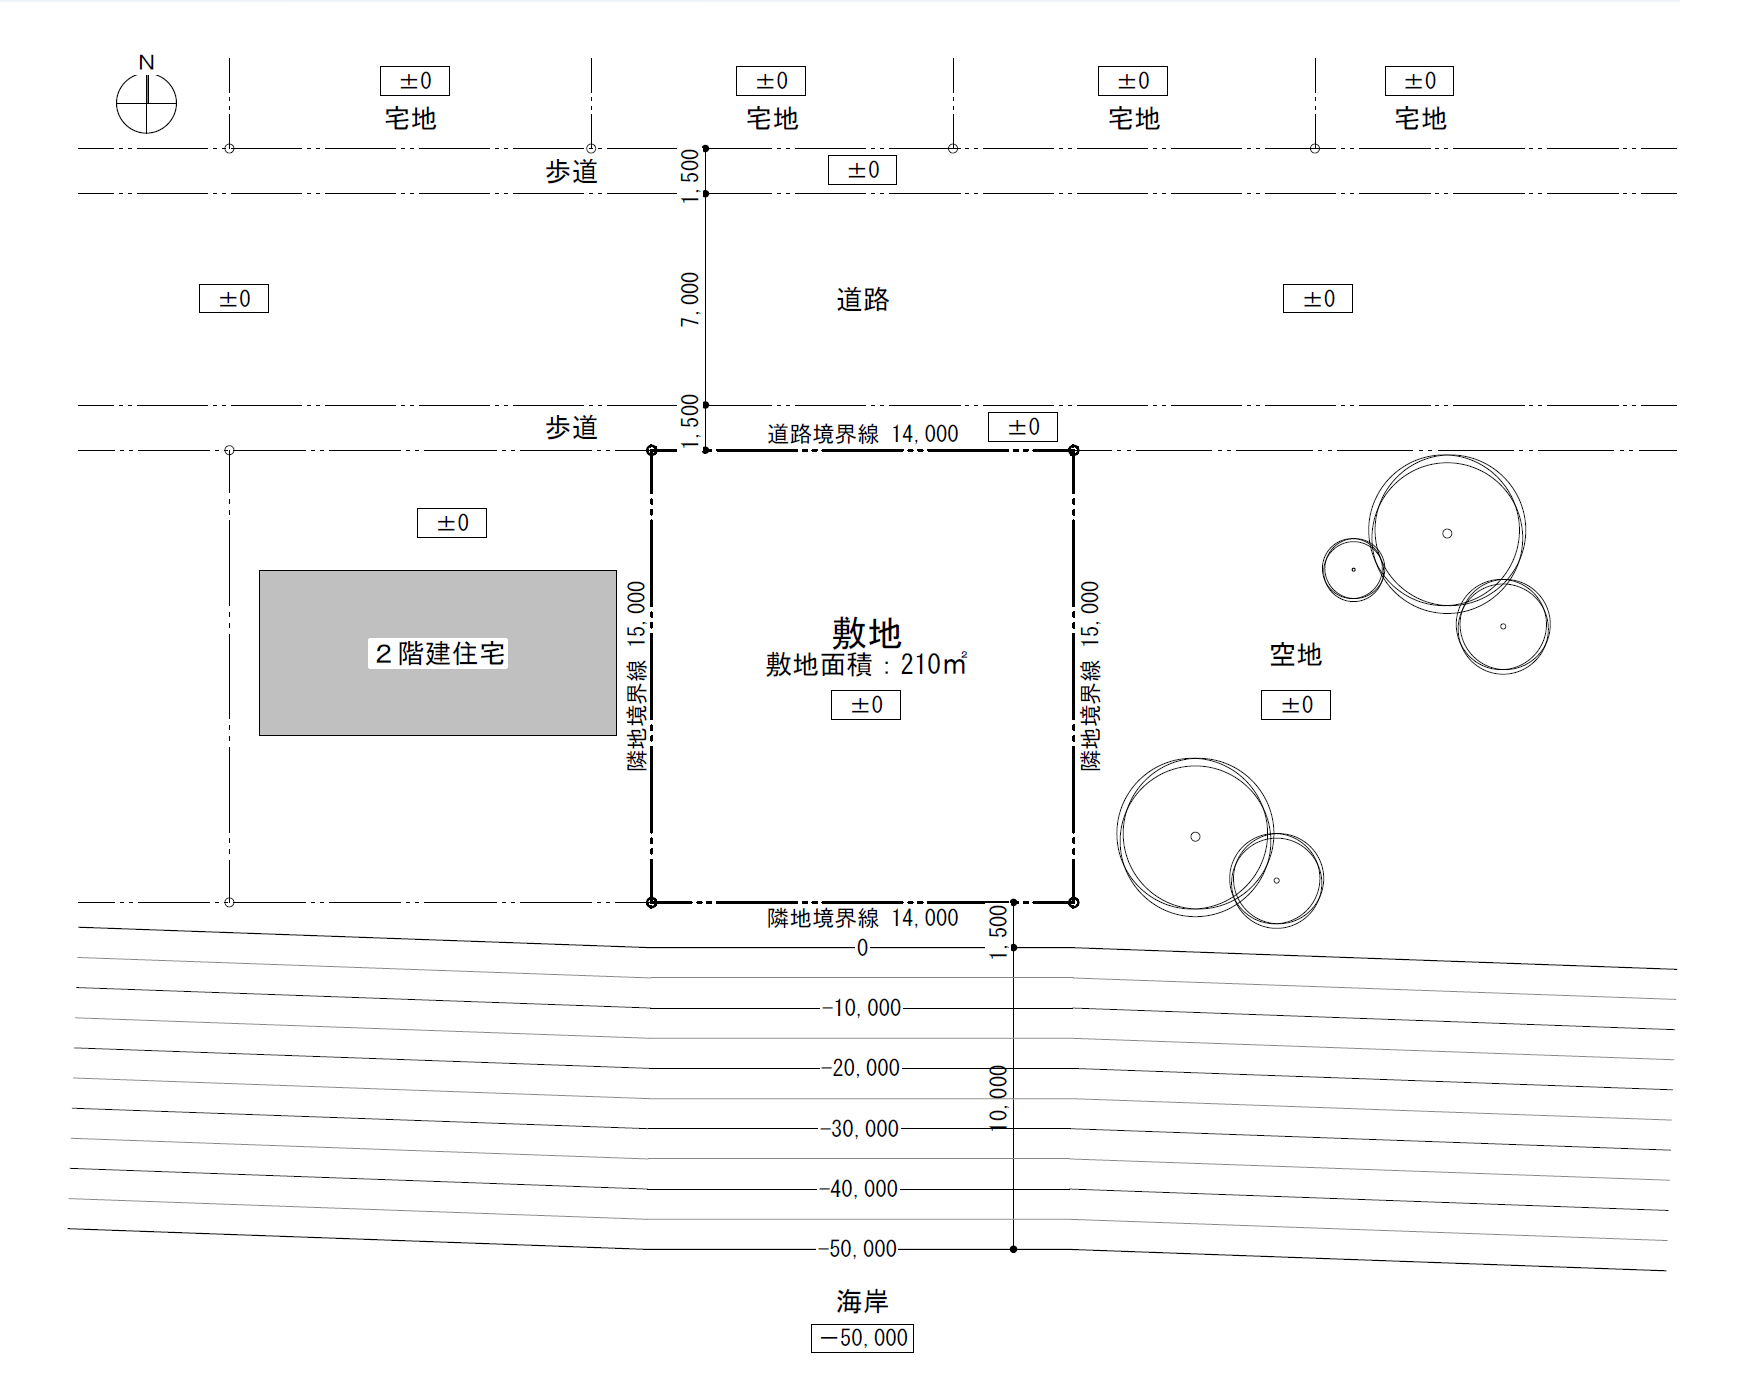 N
±0
±0
±0
±0
宅地
宅地
宅地
宅地
歩道
1,500
±0
±0
7,000
道路
±0
歩道
1,500
道路境界線 14,000
±0
±0
２階建住宅
隣地境界線 15,000
敷地
敷地面積：210㎡
±0
隣地境界線 15,000
空地
±0
隣地境界線 14,000
1,500
0
-10,000
-20,000
10,000
-30,000
-40,000
-50,000
海岸
－50,000